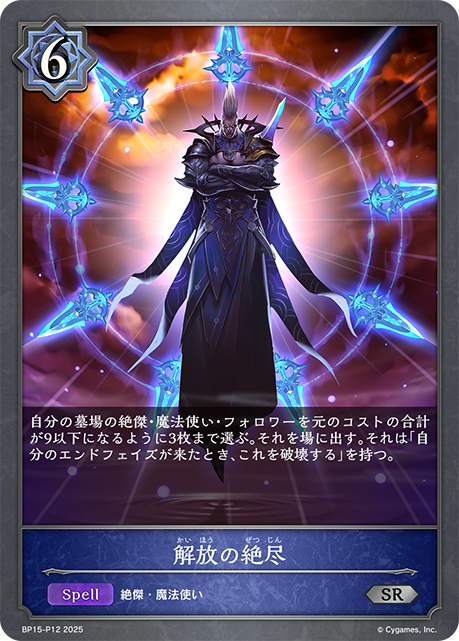 6
自分の墓場の絶傑・魔法使い・フォロワーを元のコストの合計
が9以下になるように3枚まで選ぶ。それを場に出す。それは「自
分のエンドフェイズが来たとき、これを破壊する」を持つ。
かいほう ぜつじん
解放の絶尽
Spell 絶傑・魔法使い SR
BP15-P12 2025 © Cygames, Inc.